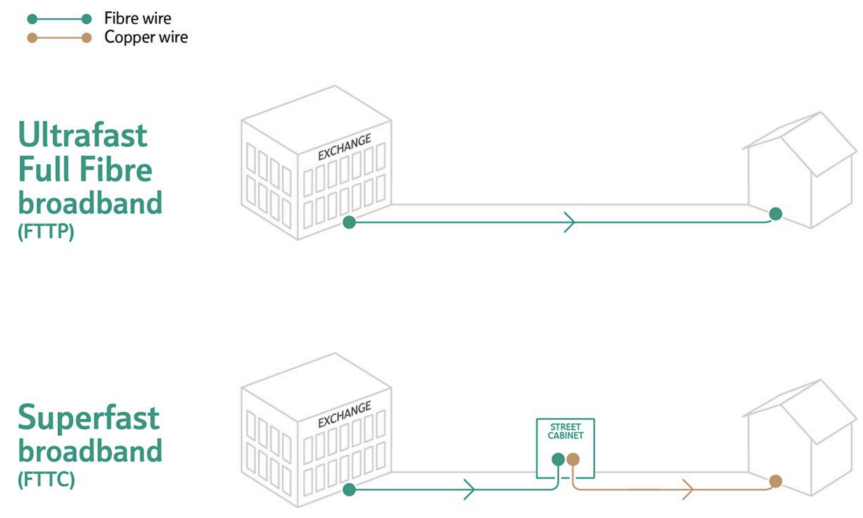 Fibre wire
Copper wire
Ultrafast
Full Fibre
broadband
(FTTP)
EXCHANGE
Superfast
broadband
(FTTC)
EXCHANGE
STREET
CABINET